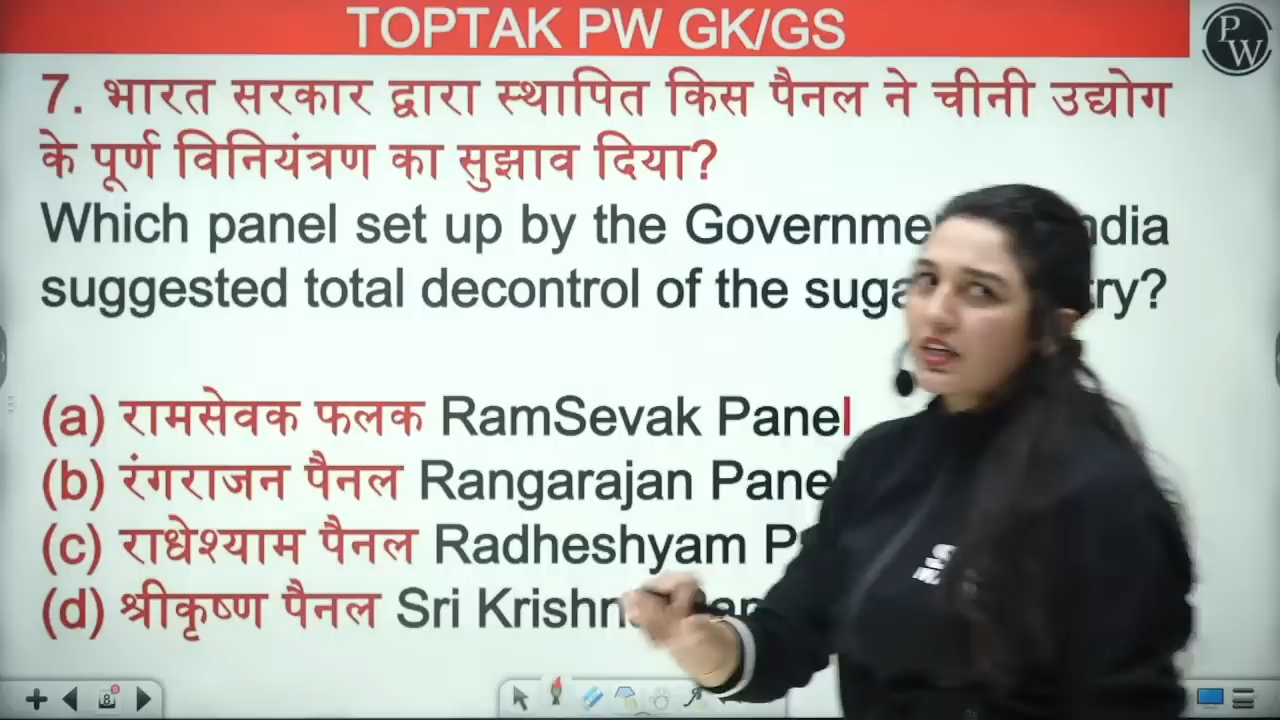 TOPTAK PW GK/GS
PW
7. भारत सरकार द्वारा स्थापित किस पैनल ने चीनी उद्योग
के पूर्ण विनियंत्रण का सुझाव दिया?
Which panel set up by the Governme ndia
suggested total decontrol of the suga try?
(a) रामसेवक फलक RamSevak Panel
(b) रंगराजन पैनल Rangarajan Pane
(c) राधेश्याम पैनल Radheshyam P
(d) श्रीकृष्ण पैनल Sri Krishn
8